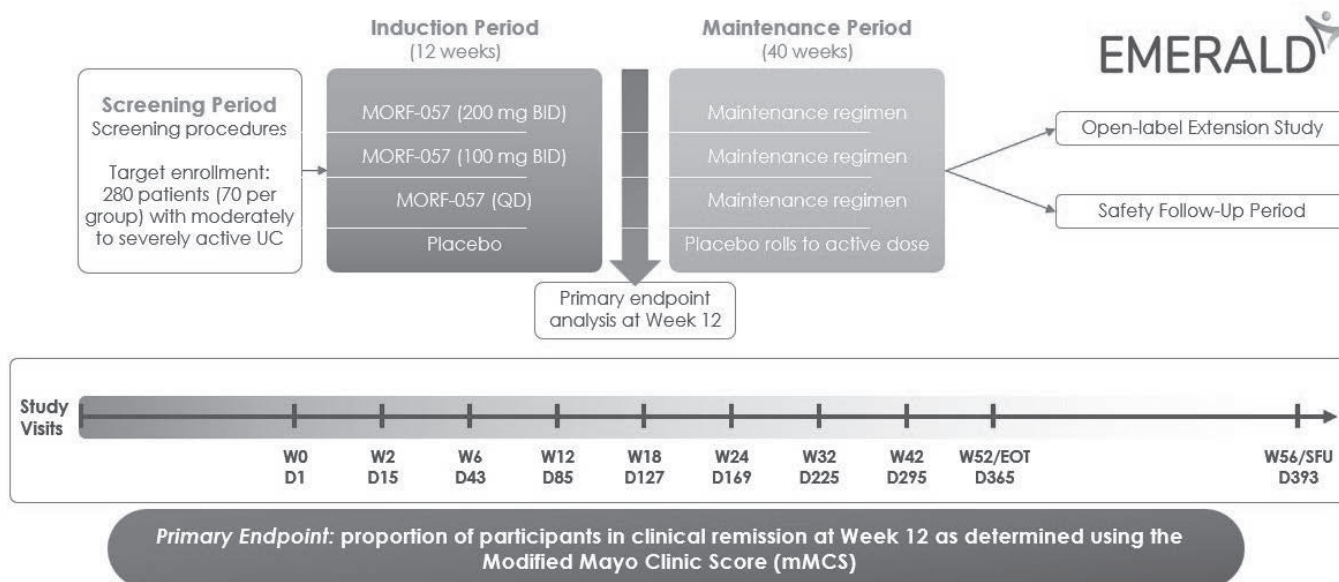 Induction Period
(12 weeks)
Maintenance Period
(40 weeks)
EMERALD
Screening Period
Screening procedures
Target enrollment:
280 patients (70 per
group) with moderately
to severely active UC
MORF-057 (200 mg BID)
MORF-057 (100 mg BID)
MORF-057 (QD)
Placebo
Maintenance regimen
Maintenance regimen
Maintenance regimen
Placebo rolls to active dose
Open-label Extension Study
Safety Follow-Up Period
Primary endpoint
analysis at Week 12
Study
Visits
W0
D1
W2
D15
W6
D43
W12
D85
W18
D127
W24
D169
W32
D225
W42
D295
W52/EOT
D365
W56/SFU
D393
Primary Endpoint: proportion of participants in clinical remission at Week 12 as determined using the
Modified Mayo Clinic Score (mMCS)